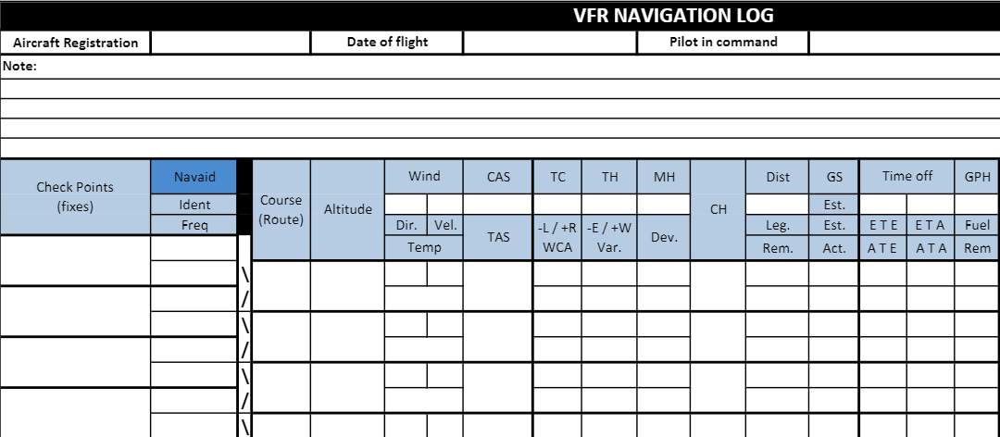 VFR NAVIGATION LOG
Aircraft Registration Date of flight Pilot in command
Note:
Check Points
(fixes)
Navaid
Ident
Freq
Course
(Route)
Altitude
Wind
Dir. Vel.
Temp
CAS
TAS
TC
-L / +R
WCA
TH
-E / +W
Var.
MH
Dev.
CH
Dist
Leg.
Rem.
GS
Est.
Est.
Act.
Time off
E T E E T A
A T E A T A
GPH
Fuel
Rem
\
/
\
/
\
/
\